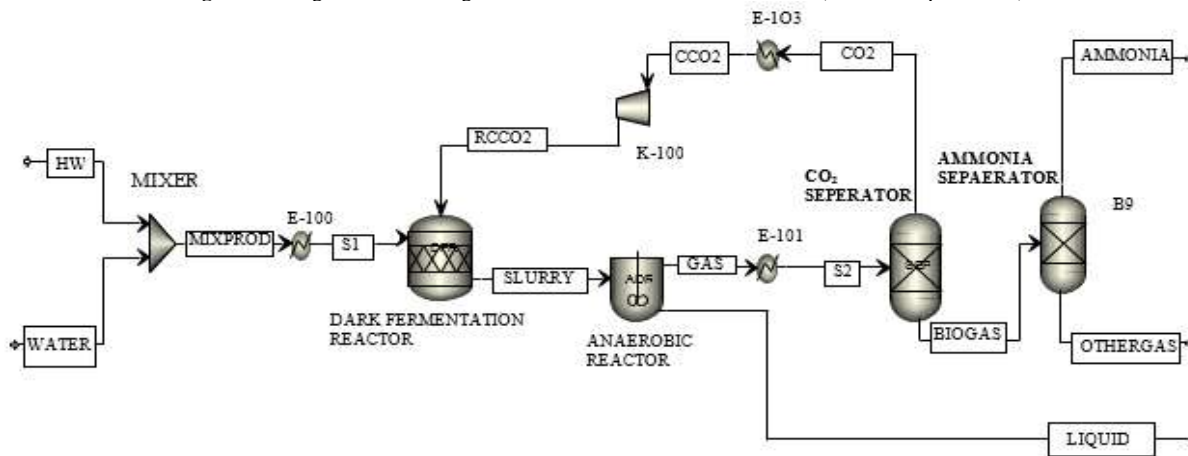 E-1O3
CCO2
CO2
AMMONIA
RCCO2
K-100
HW
MIXER
CO₂
SEPERATOR
AMMONIA
SEPAERATOR
B9
E-100
MIXPROD
S1
E-101
GAS
S2
SLURRY
WATER
DARK FERMENTATION
REACTOR
ANAEROBIC
REACTOR
BIOGAS
OTHERGAS
LIQUID